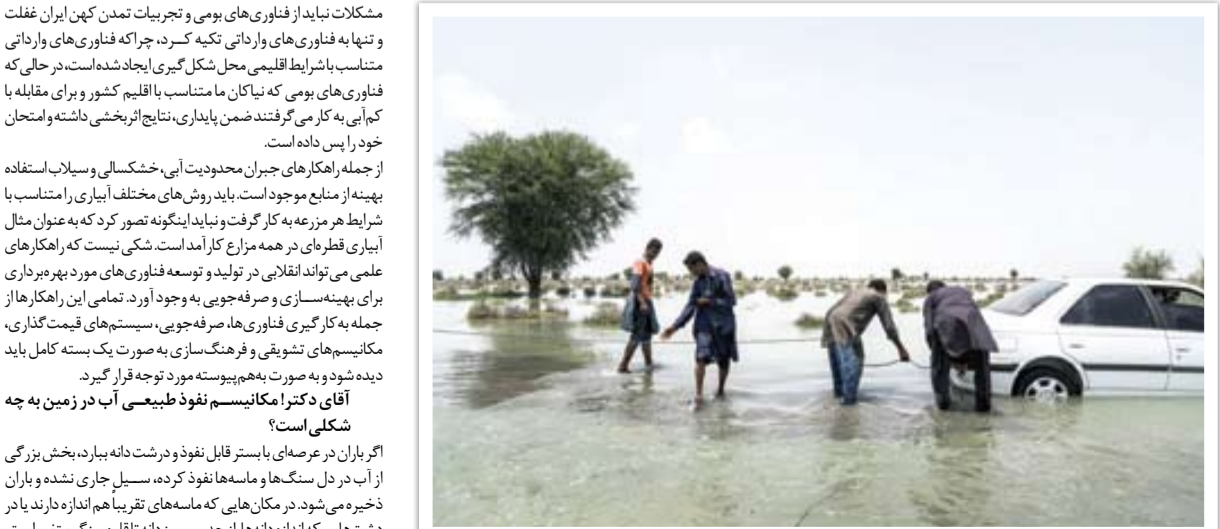 مشکلات نباید از فناوری‌های بومی و تجربیات تمدن کهن ایران غفلت
و تنها به فناوری‌های وارداتی تکیه کرد، چراکه فناوری‌های وارداتی
متناسب با شرایط اقلیمی محل شکل گیری ایجاد شده است، در حالی که
فناوری‌های بومی که نیاکان ما متناسب با اقلیم کشور و برای مقابله با
کم‌آبی به کار می‌گرفتند ضمن پایداری، نتایج اثربخشی داشته و امتحان
خود را پس داده است.
از جمله راهکارهای جبران محدودیت آبی، خشکسالی و سیلاب استفاده
بهینه از منابع موجود است. باید روش‌های مختلف آبیاری را متناسب با
شرایط هر مزرعه به کار گرفت و نباید اینگونه تصور کرد که به عنوان مثال
آبیاری قطره‌ای در همه مزارع کارآمد است. شکی نیست که راهکارهای
علمی می‌تواند انقلابی در تولید و توسعه فناوری‌های مورد بهره‌برداری
برای بهینه‌سازی و صرفه‌جویی به وجود آورد. تمامی این راهکارها از
جمله به کار گیری فناوری‌ها، صرفه‌جویی، سیستم‌های قیمت‌گذاری،
مکانیسم‌های تشویقی و فرهنگ‌سازی به صورت یک بسته کامل باید
دیده شود و به صورت به‌هم‌پیوسته مورد توجه قرار گیرد.
آقای دکتر! مکانیسم نفوذ طبیعی آب در زمین به چه
شکلی است؟
اگر باران در عرصه‌ای با بستر قابل نفوذ و درشت دانه ببارد، بخش بزرگی
از آب در دل سنگ‌ها و ماسه‌ها نفوذ کرده، سیل جاری نشده و باران
ذخیره می‌شود. در مکان‌هایی که ماسه‌های تقریباً هم اندازه دارند یا در